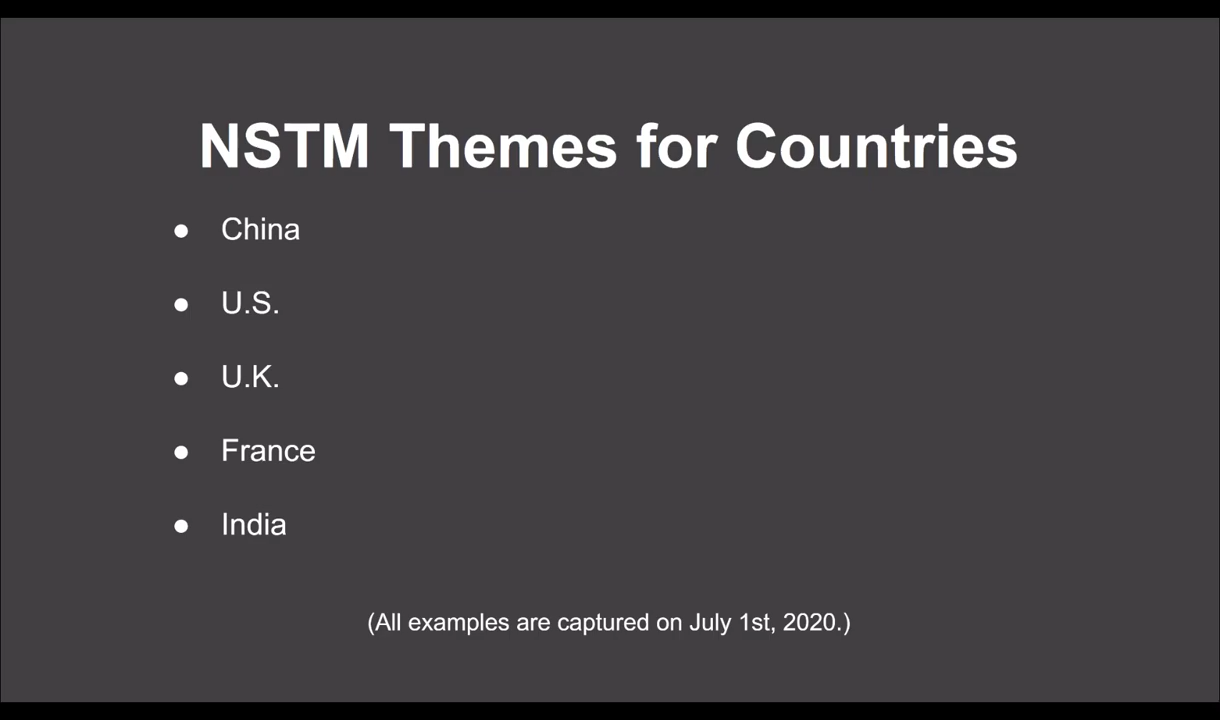 NSTM Themes for Countries
● China
● U.S.
● U.K.
● France
● India
(All examples are captured on July 1st, 2020.)